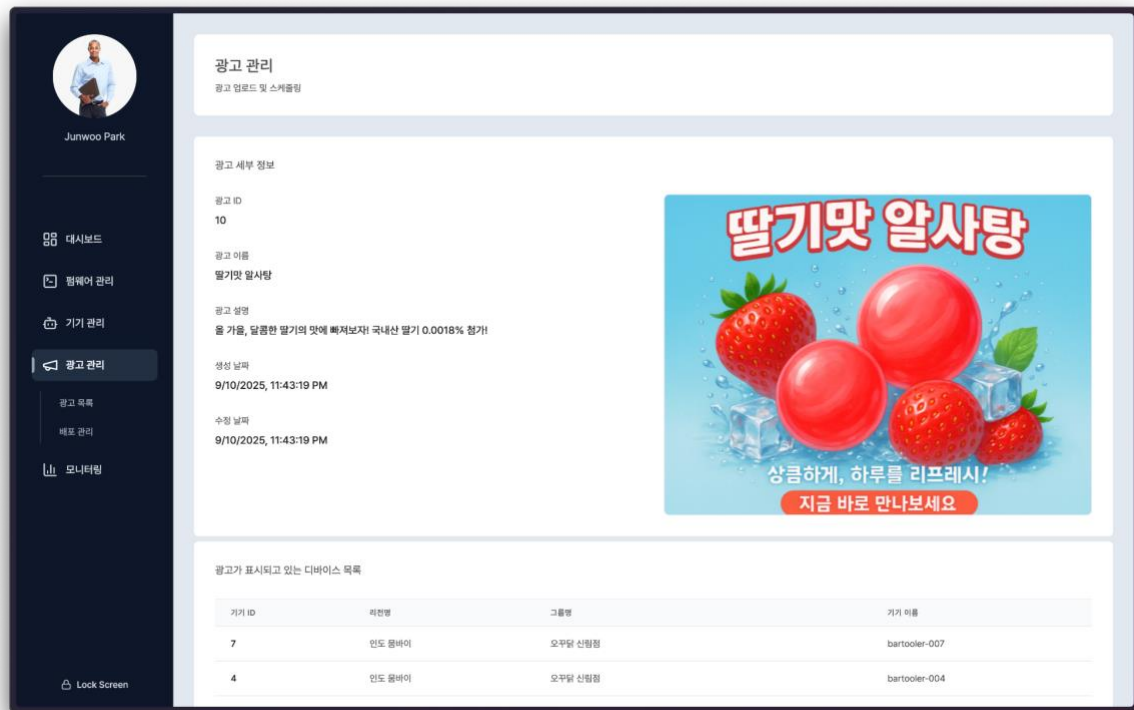 Junwoo Park
대시보드
펌웨어 관리
기기 관리
광고 관리
광고 목록
배포 관리
모니터링
Lock Screen
광고 관리
광고 업로드 및 스케줄링
광고 세부 정보
광고 ID
10
광고 이름
딸기맛 알사탕
광고 설명
올 가을, 달콤한 딸기의 맛에 빠져보자! 국내산 딸기 0.0018% 첨가!
생성 날짜
9/10/2025, 11:43:19 PM
수정 날짜
9/10/2025, 11:43:19 PM
딸기맛 알사탕
상큼하게, 하루를 리프레시!
지금 바로 만나보세요
광고가 표시되고 있는 디바이스 목록
기기 ID 리전명 그룹명 기기 이름
7 인도 뭄바이 오꾸닭 신림점 bartooler-007
4 인도 뭄바이 오꾸닭 신림점 bartooler-004